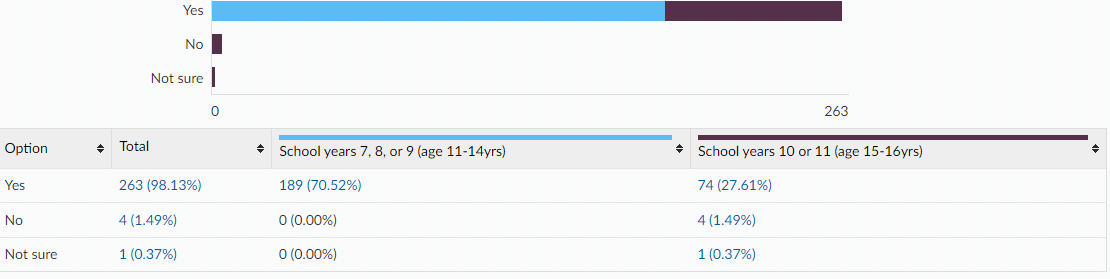 Yes
No
Not sure
0 263
Option Total School years 7, 8, or 9 (age 11-14yrs) School years 10 or 11 (age 15-16yrs)
Yes 263 (98.13%) 189 (70.52%) 74 (27.61%)
No 4 (1.49%) 0 (0.00%) 4 (1.49%)
Not sure 1 (0.37%) 0 (0.00%) 1 (0.37%)